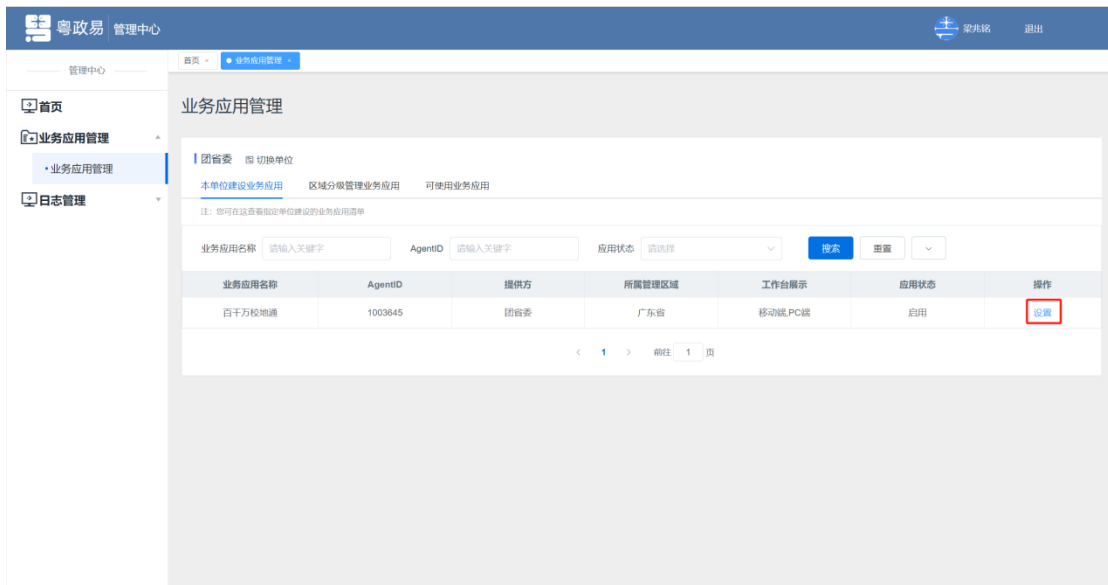 粤政易 管理中心 梁兆铭 退出
管理中心
首页 × 业务应用管理 ×
首页
业务应用管理
业务应用管理
日志管理
业务应用管理
团省委 切换单位
本单位建设业务应用 区域分级管理业务应用 可使用业务应用
注：您可在这查看指定单位建设的业务应用清单
业务应用名称 请输入关键字 AgentID 请输入关键字 应用状态 请选择 搜索 重置
业务应用名称 AgentID 提供方 所属管理区域 工作台展示 应用状态 操作
百千万校地通 1003645 团省委 广东省 移动端,PC端 启用 设置
< 1 > 前往 1 页